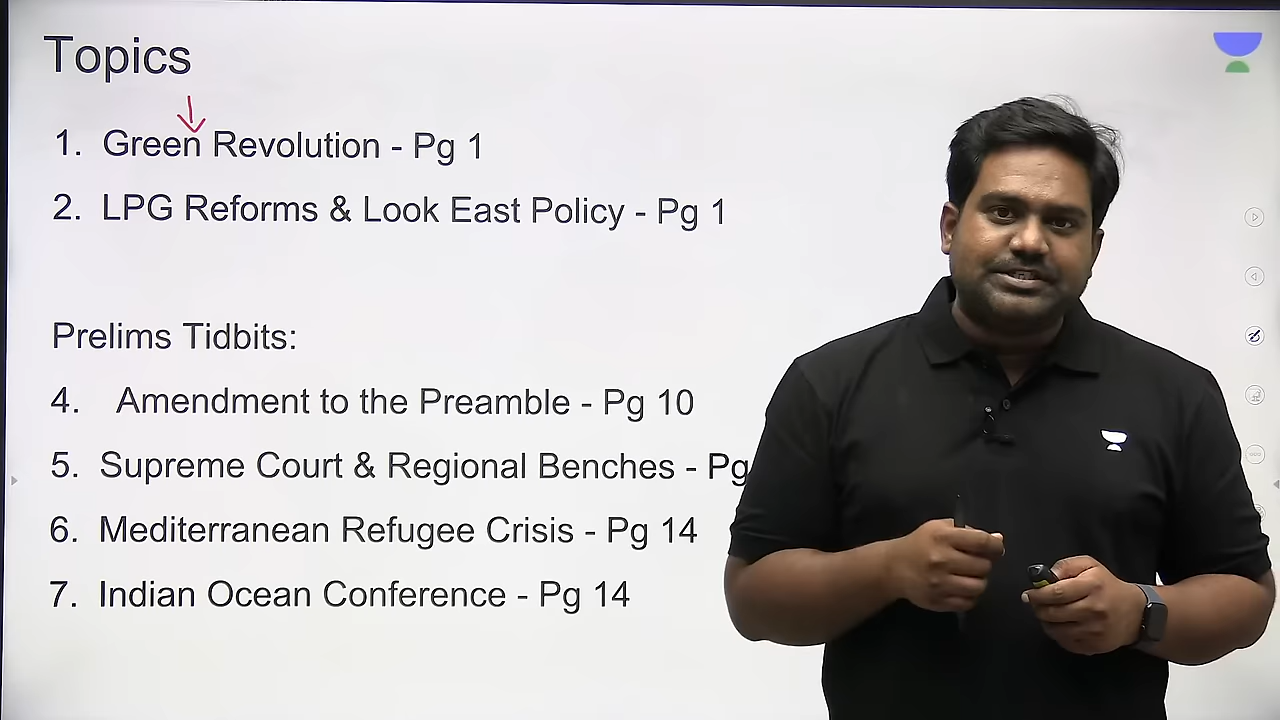 Topics
1. Green Revolution - Pg 1
2. LPG Reforms & Look East Policy - Pg 1
Prelims Tidbits:
4. Amendment to the Preamble - Pg 10
5. Supreme Court & Regional Benches - Pg
6. Mediterranean Refugee Crisis - Pg 14
7. Indian Ocean Conference - Pg 14